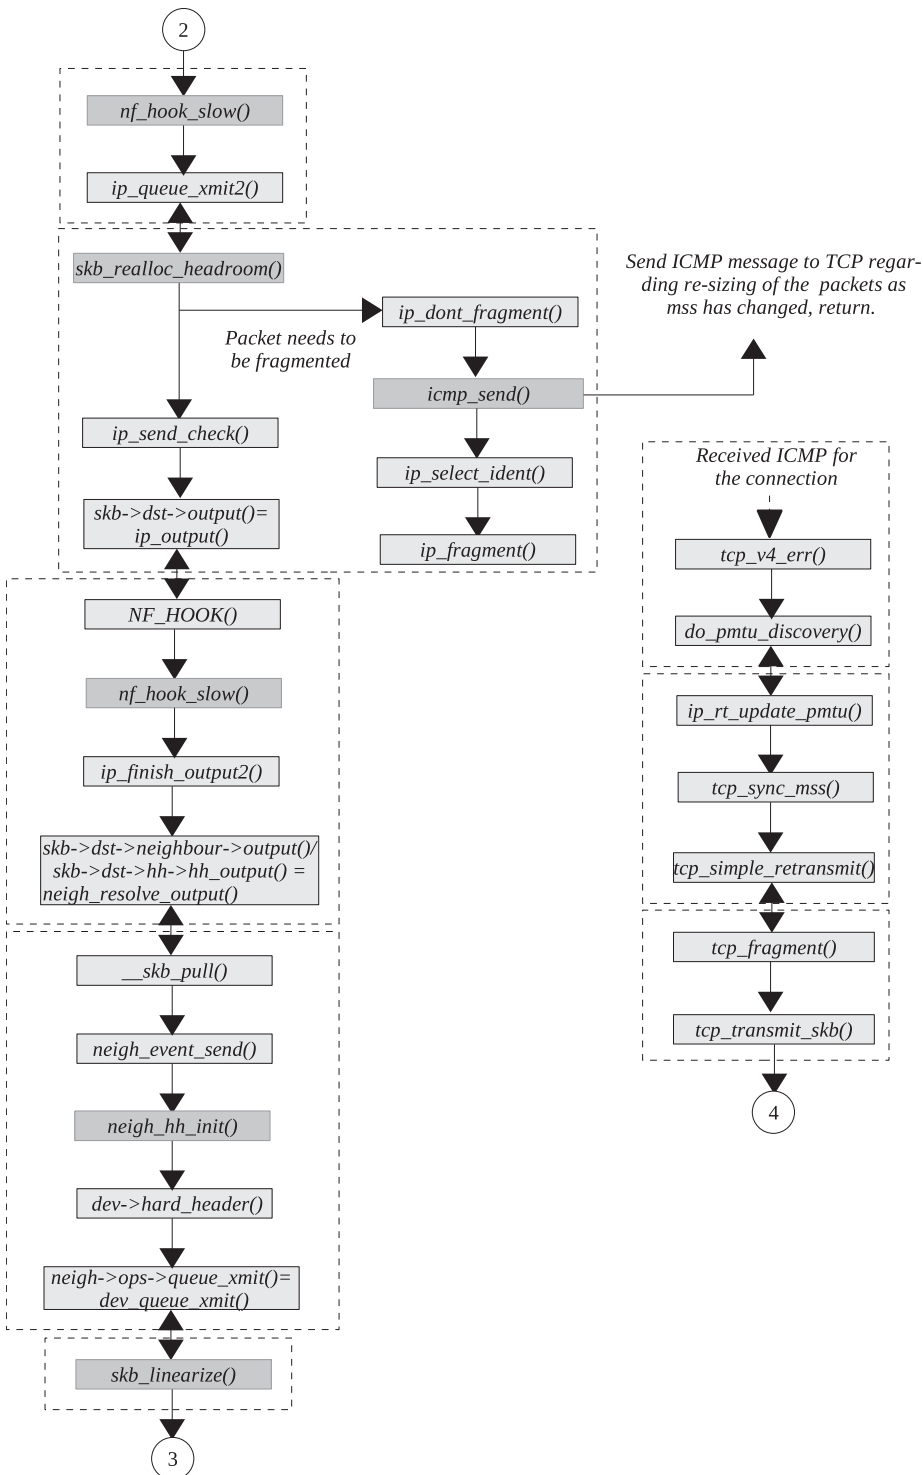 2
nf_hook_slow()
ip_queue_xmit2()
skb_realloc_headroom()
Packet needs to
be fragmented
ip_dont_fragment()
icmp_send()
ip_select_ident()
ip_fragment()
Send ICMP message to TCP regar-
ding re-sizing of the packets as
mss has changed, return.
ip_send_check()
skb->dst->output()=
ip_output()
NF_HOOK()
nf_hook_slow()
ip_finish_output2()
skb->dst->neighbour->output()/
skb->dst->hh->hh_output() =
neigh_resolve_output()
__skb_pull()
neigh_event_send()
neigh_hh_init()
dev->hard_header()
neigh->ops->queue_xmit()=
dev_queue_xmit()
skb_linearize()
3
Received ICMP for
the connection
tcp_v4_err()
do_pmtu_discovery()
ip_rt_update_pmtu()
tcp_sync_mss()
tcp_simple_retransmit()
tcp_fragment()
tcp_transmit_skb()
4